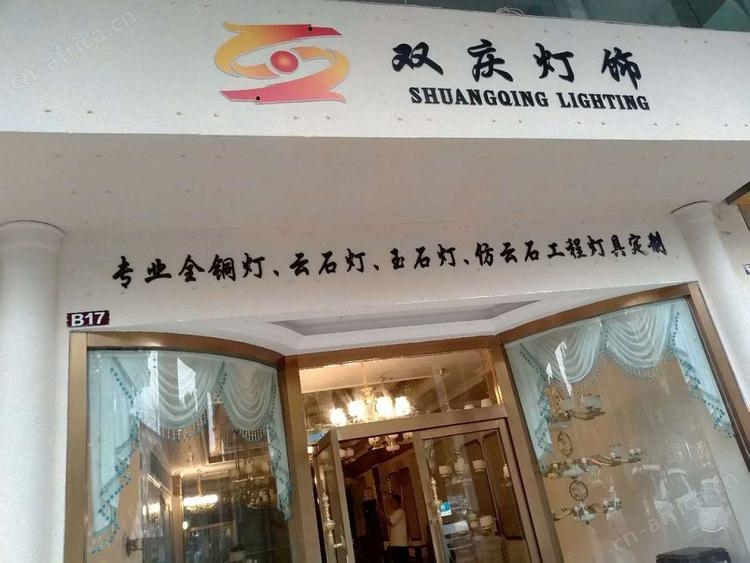 双庆灯饰
SHUANGQING LIGHTING
专业全铜灯、云石灯、玉石灯、仿云石工程灯具定制
B17
cn-africa.cn
cn-africa.cn